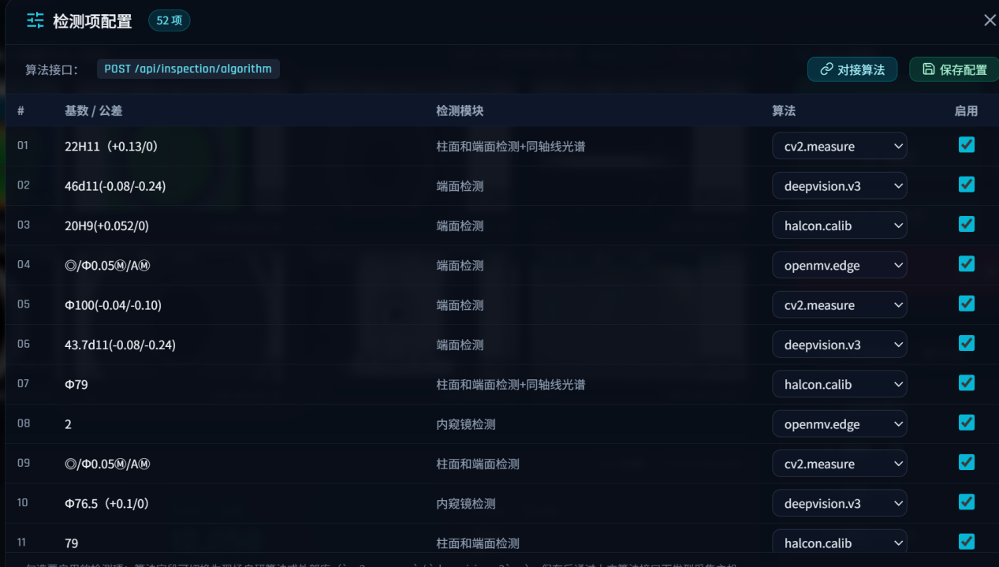 检测项配置 52 项
算法接口： POST /api/inspection/algorithm 对接算法 保存配置
# 基数 / 公差 检测模块 算法 启用
01 22H11（+0.13/0） 柱面和端面检测+同轴线光谱 cv2.measure
02 46d11(-0.08/-0.24) 端面检测 deepvision.v3
03 20H9(+0.052/0) 端面检测 halcon.calib
04 ◎/Φ0.05Ⓜ/AⓂ 端面检测 openmv.edge
05 Φ100(-0.04/-0.10) 端面检测 cv2.measure
06 43.7d11(-0.08/-0.24) 端面检测 deepvision.v3
07 Φ79 柱面和端面检测+同轴线光谱 halcon.calib
08 2 内窥镜检测 openmv.edge
09 ◎/Φ0.05Ⓜ/AⓂ 柱面和端面检测 cv2.measure
10 Φ76.5（+0.1/0） 内窥镜检测 deepvision.v3
11 79 柱面和端面检测 halcon.calib